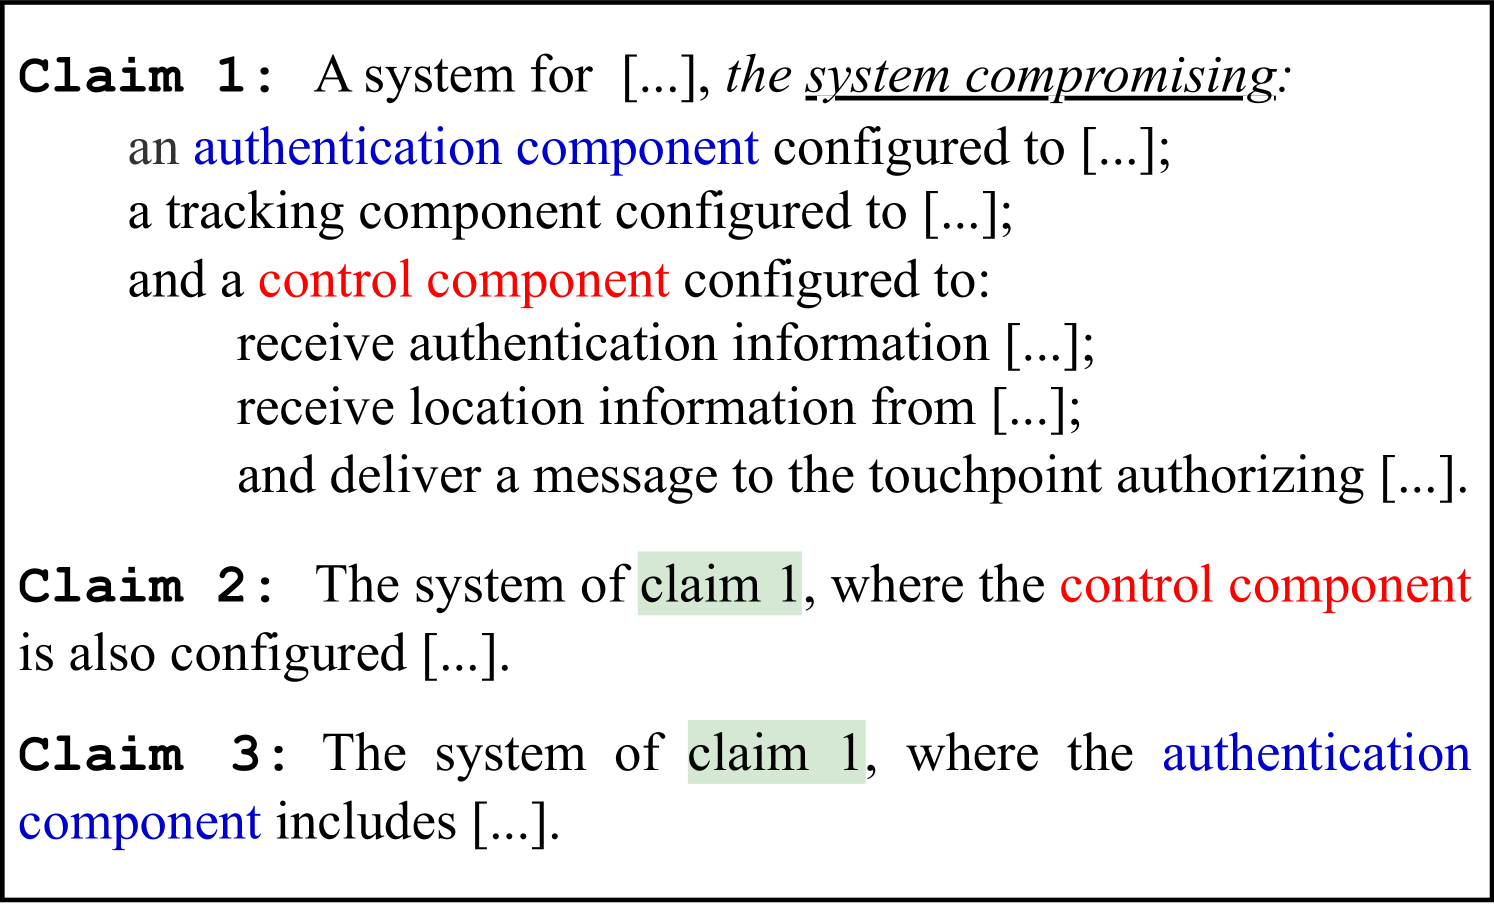 Claim 1: A system for [...], the system compromising:
an authentication component configured to [...];
a tracking component configured to [...];
and a control component configured to:
receive authentication information [...];
receive location information from [...];
and deliver a message to the touchpoint authorizing [...].
Claim 2: The system of claim 1, where the control component
is also configured [...].
Claim 3: The system of claim 1, where the authentication
component includes [...].